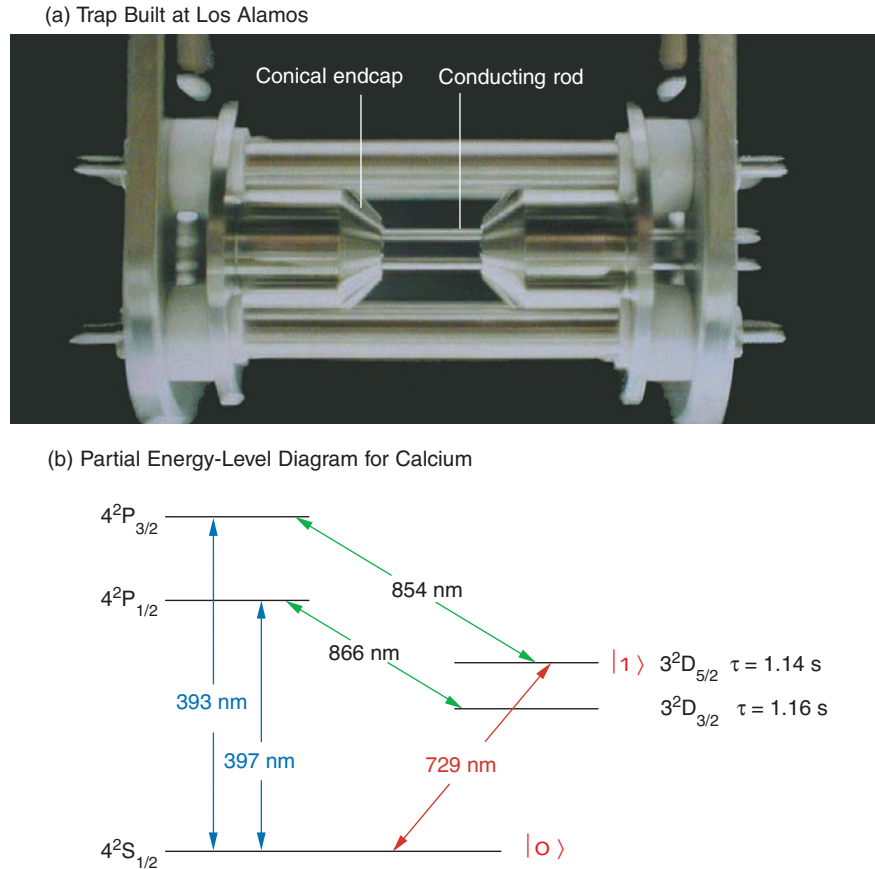 (a) Trap Built at Los Alamos
Conical endcap Conducting rod
(b) Partial Energy-Level Diagram for Calcium
4²P₃/₂
854 nm
4²P₁/₂
866 nm
|1⟩ 3²D₅/₂ τ = 1.14 s
393 nm
3²D₃/₂ τ = 1.16 s
397 nm
729 nm
4²S₁/₂
|0⟩